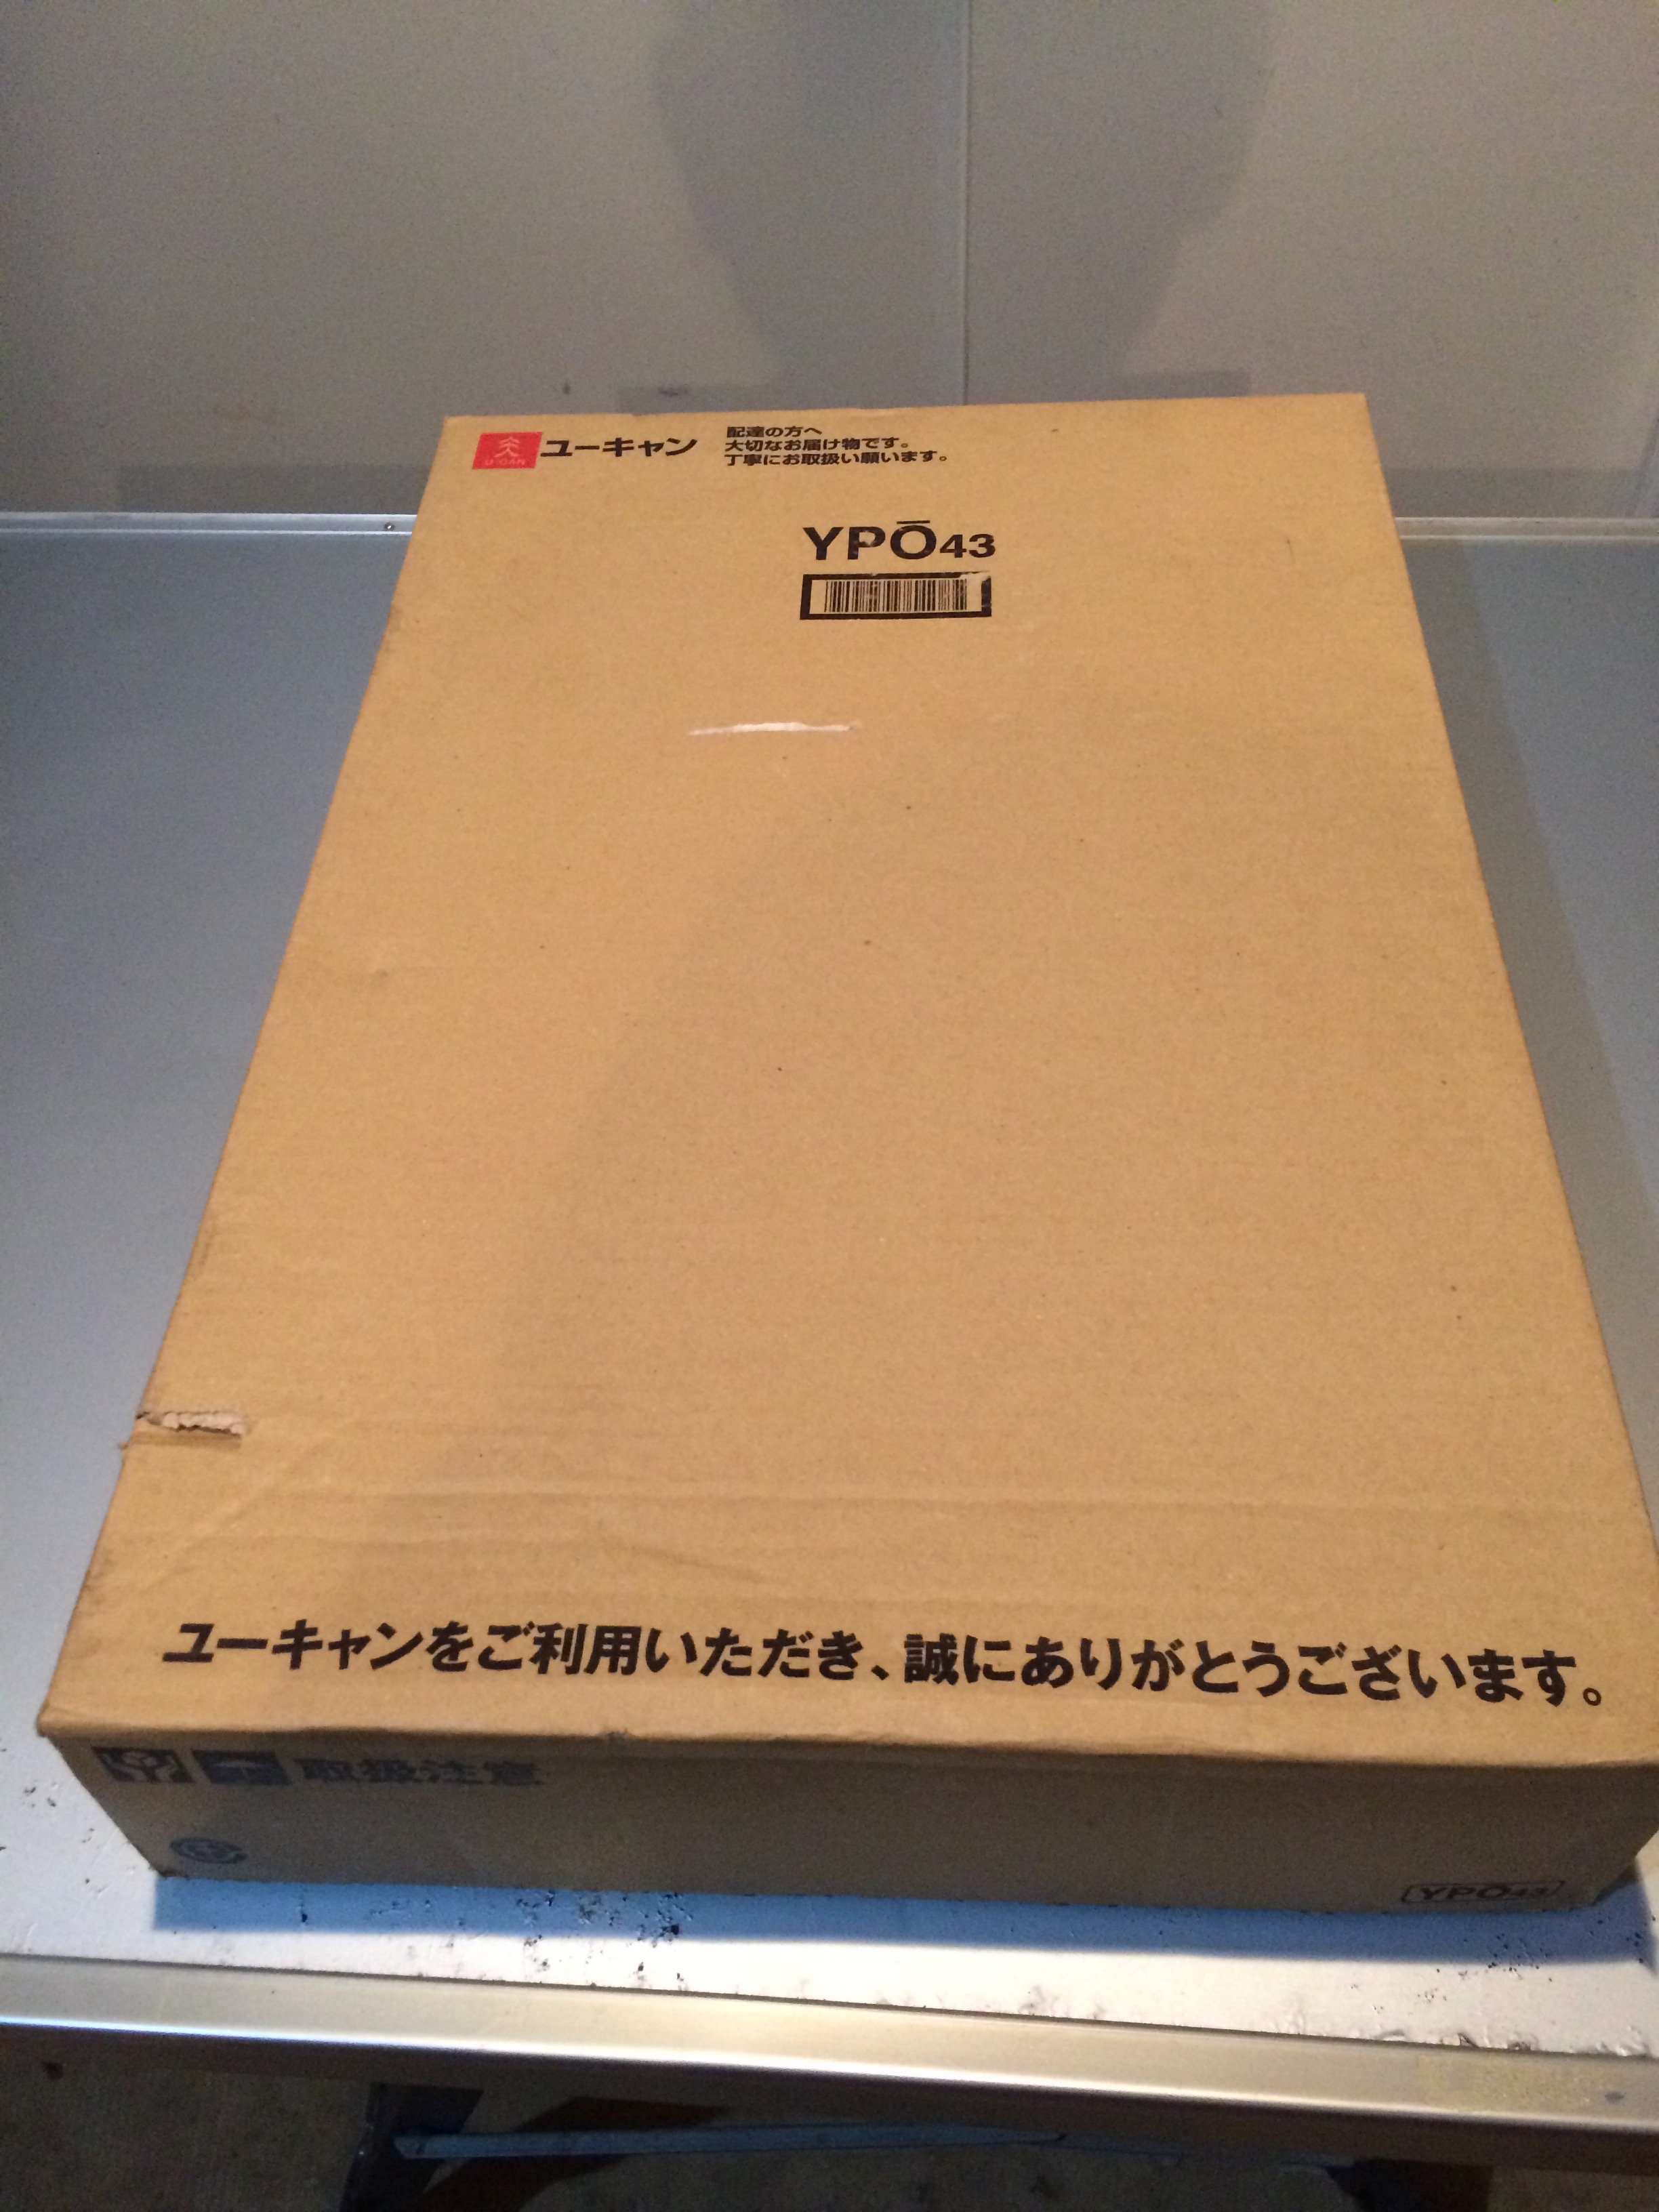 U-CAN
ユーキャン
配達の方へ
大切なお届け物です。
丁寧にお取扱い願います。
YPŌ43
ユーキャンをご利用いただき、誠にありがとうございます。
取扱注意
YPŌ43